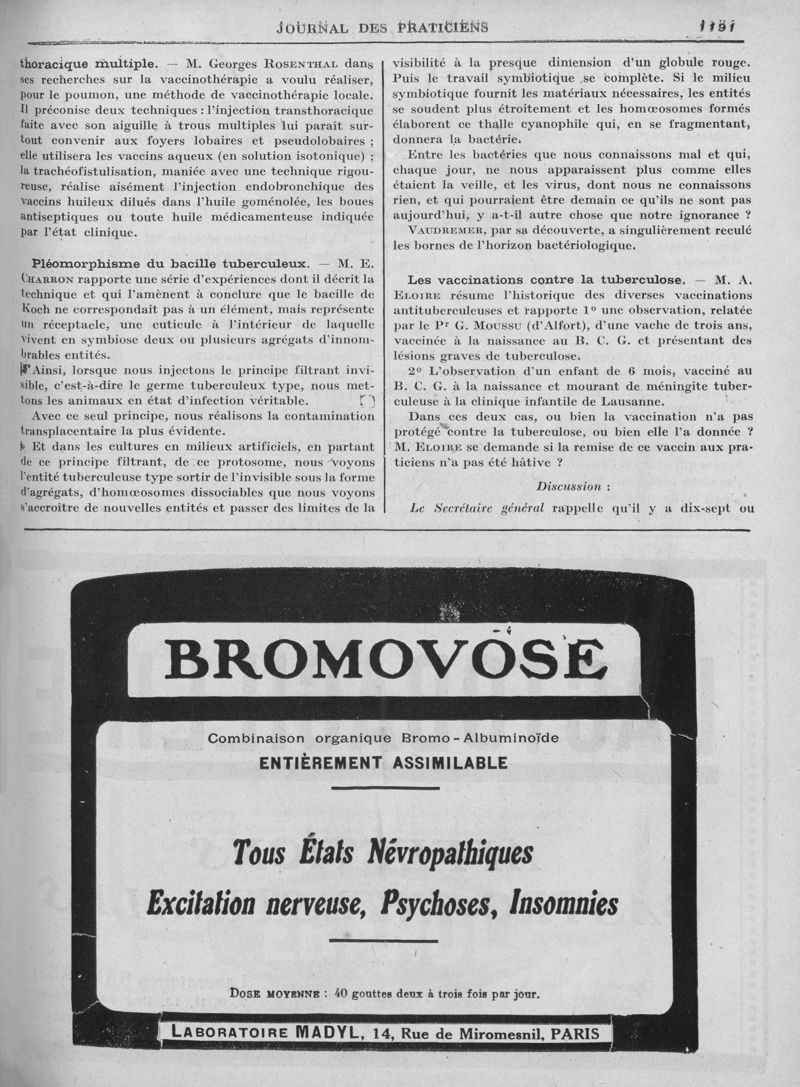 JOURNAL DES PRATICIENS
thoracique multiple. — M. Georges ROSENTHAL dans
ses recherches sur la vaccinothérapie a voulu réaliser,
pour le poumon, une méthode de vaccinothérapie locale.
Il préconise deux techniques : l'injection transthoracique
faite avec son aiguille à trous multiples lui paraît sur-
tout convenir aux foyers lobaires et pseudolobaires ;
elle utilisera les vaccins aqueux (en solution isotonique) ;
la trachéofistulisation, maniée avec une technique rigou-
reuse, réalise aisément l'injection endobronchique des
vaccins huileux dilués dans l'huile goménolée, les boues
antiseptiques ou toute huile médicamenteuse indiquée
par l'état clinique.
Pléomorphisme du bacille tuberculeux. — M. E.
CHARRON rapporte une série d'expériences dont il décrit la
technique et qui l'amènent à conclure que le bacille de
Koch ne correspondait pas à un élément, mais représente
un réceptacle, une cuticule à l'intérieur de laquelle
vivent en symbiose deux ou plusieurs agrégats d'innom-
brables entités.
Ainsi, lorsque nous injectons le principe filtrant invi-
sible, c'est-à-dire le germe tuberculeux type, nous met-
tons les animaux en état d'infection véritable.
Avec ce seul principe, nous réalisons la contamination
transplacentaire la plus évidente.
Et dans les cultures en milieux artificiels, en partant
de ce principe filtrant, de ce protosome, nous voyons
l'entité tuberculeuse type sortir de l'invisible sous la forme
d'agrégats, d'homœosomes dissociables que nous voyons
s'accroître de nouvelles entités et passer des limites de la
visibilité à la presque dimension d'un globule rouge.
Puis le travail symbiotique se complète. Si le milieu
symbiotique fournit les matériaux nécessaires, les entités
se soudent plus étroitement et les homœosomes formés
élaborent ce thalle cyanophile qui, en se fragmentant,
donnera la bactérie.
Entre les bactéries que nous connaissons mal et qui,
chaque jour, ne nous apparaissent plus comme elles
étaient la veille, et les virus, dont nous ne connaissons
rien, et qui pourraient être demain ce qu'ils ne sont pas
aujourd'hui, y a-t-il autre chose que notre ignorance ?
VAUDREMER, par sa découverte, a singulièrement reculé
les bornes de l'horizon bactériologique.
Les vaccinations contre la tuberculose. — M. A.
ELOIRE résume l'historique des diverses vaccinations
antituberculeuses et rapporte 1° une observation, relatée
par le Pr G. MOUSSU (d'Alfort), d'une vache de trois ans,
vaccinée à la naissance au B. C. G. et présentant des
lésions graves de tuberculose.
2° L'observation d'un enfant de 6 mois, vacciné au
B. C. G. à la naissance et mourant de méningite tuber-
culeuse à la clinique infantile de Lausanne.
Dans ces deux cas, ou bien la vaccination n'a pas
protégé contre la tuberculose, ou bien elle l'a donnée ?
M. ELOIRE se demande si la remise de ce vaccin aux pra-
ticiens n'a pas été hâtive ?
Discussion :
Le Secrétaire général rappelle qu'il y a dix-sept ou
BROMOVOSE
Combinaison organique Bromo-Albuminoïde
ENTIÈREMENT ASSIMILABLE
Tous États Névropathiques
Excitation nerveuse, Psychoses, Insomnies
DOSE MOYENNE : 40 gouttes deux à trois fois par jour.
LABORATOIRE MADYL, 14, Rue de Miromesnil, PARIS